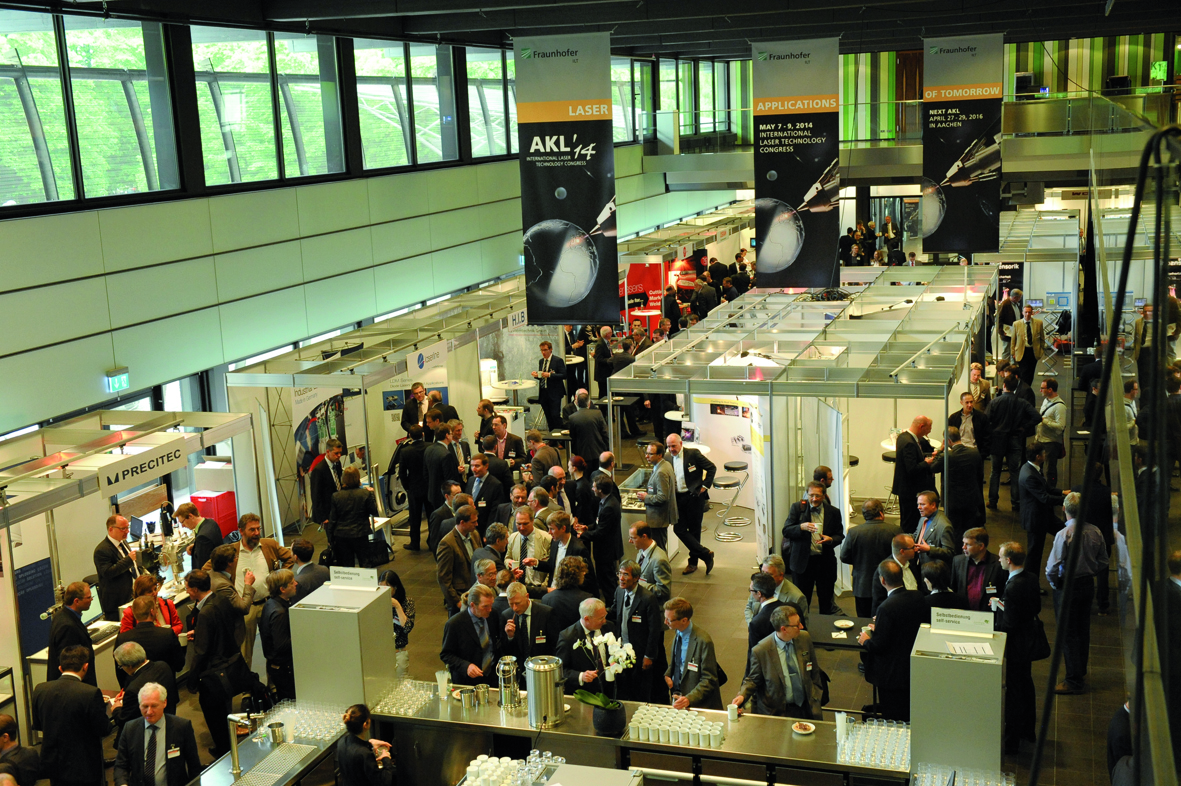 Fraunhofer
ILT
LASER
AKL'14
INTERNATIONAL LASER
TECHNOLOGY CONGRESS
Fraunhofer
ILT
APPLICATIONS
MAY 7 - 9, 2014
INTERNATIONAL
LASER TECHNOLOGY
CONGRESS
Fraunhofer
ILT
OF TOMORROW
NEXT AKL
APRIL 27-29, 2016
IN AACHEN
H.I.B
PRECITEC
Selbstbedienung
self-service
Selbstbedienung
self-service